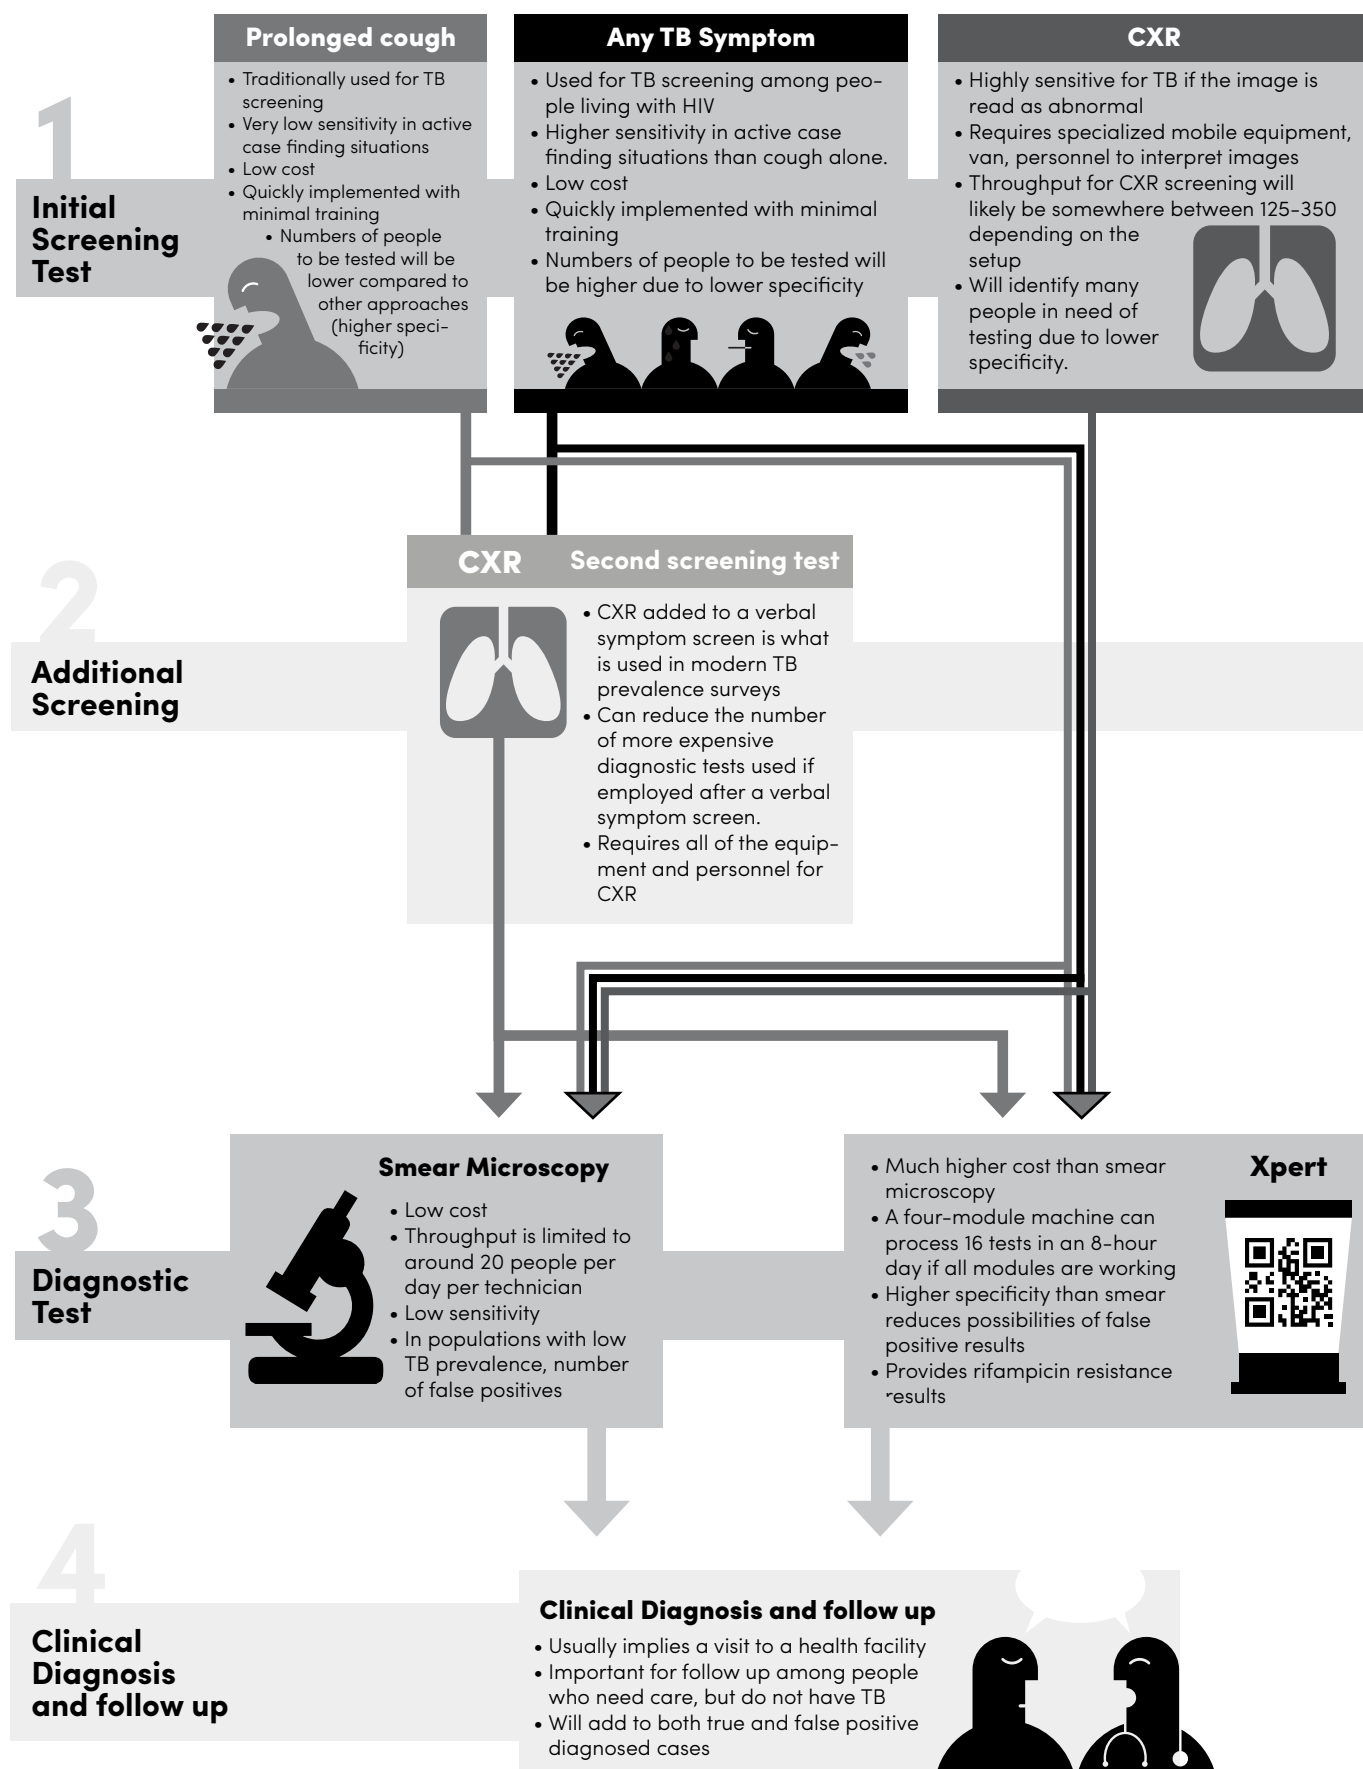 1
Initial
Screening
Test
Prolonged cough
• Traditionally used for TB
screening
• Very low sensitivity in active
case finding situations
• Low cost
• Quickly implemented with
minimal training
• Numbers of people
to be tested will be
lower compared to
other approaches
(higher speci-
ficity)
Any TB Symptom
• Used for TB screening among peo-
ple living with HIV
• Higher sensitivity in active case
finding situations than cough alone.
• Low cost
• Quickly implemented with minimal
training
• Numbers of people to be tested will
be higher due to lower specificity
CXR
• Highly sensitive for TB if the image is
read as abnormal
• Requires specialized mobile equipment,
van, personnel to interpret images
• Throughput for CXR screening will
likely be somewhere between 125-350
depending on the
setup
• Will identify many
people in need of
testing due to lower
specificity.
2
Additional
Screening
CXR Second screening test
• CXR added to a verbal
symptom screen is what
is used in modern TB
prevalence surveys
• Can reduce the number
of more expensive
diagnostic tests used if
employed after a verbal
symptom screen.
• Requires all of the equip-
ment and personnel for
CXR
3
Diagnostic
Test
Smear Microscopy
• Low cost
• Throughput is limited to
around 20 people per
day per technician
• Low sensitivity
• In populations with low
TB prevalence, number
of false positives
Xpert
• Much higher cost than smear
microscopy
• A four-module machine can
process 16 tests in an 8-hour
day if all modules are working
• Higher specificity than smear
reduces possibilities of false
positive results
• Provides rifampicin resistance
results
4
Clinical
Diagnosis
and follow up
Clinical Diagnosis and follow up
• Usually implies a visit to a health facility
• Important for follow up among people
who need care, but do not have TB
• Will add to both true and false positive
diagnosed cases